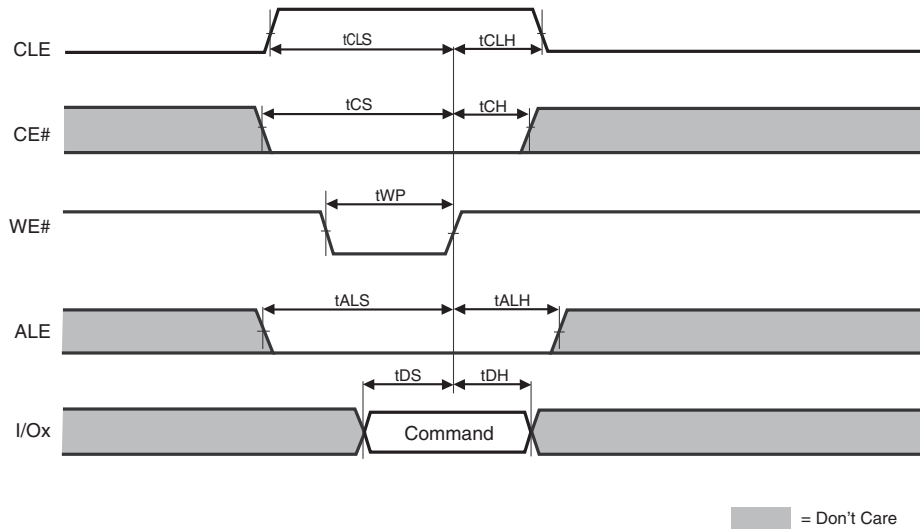 CLE
tCLS
tCLH
CE#
tCS
tCH
WE#
tWP
ALE
tALS
tALH
I/Ox
tDS
tDH
Command
= Don't Care